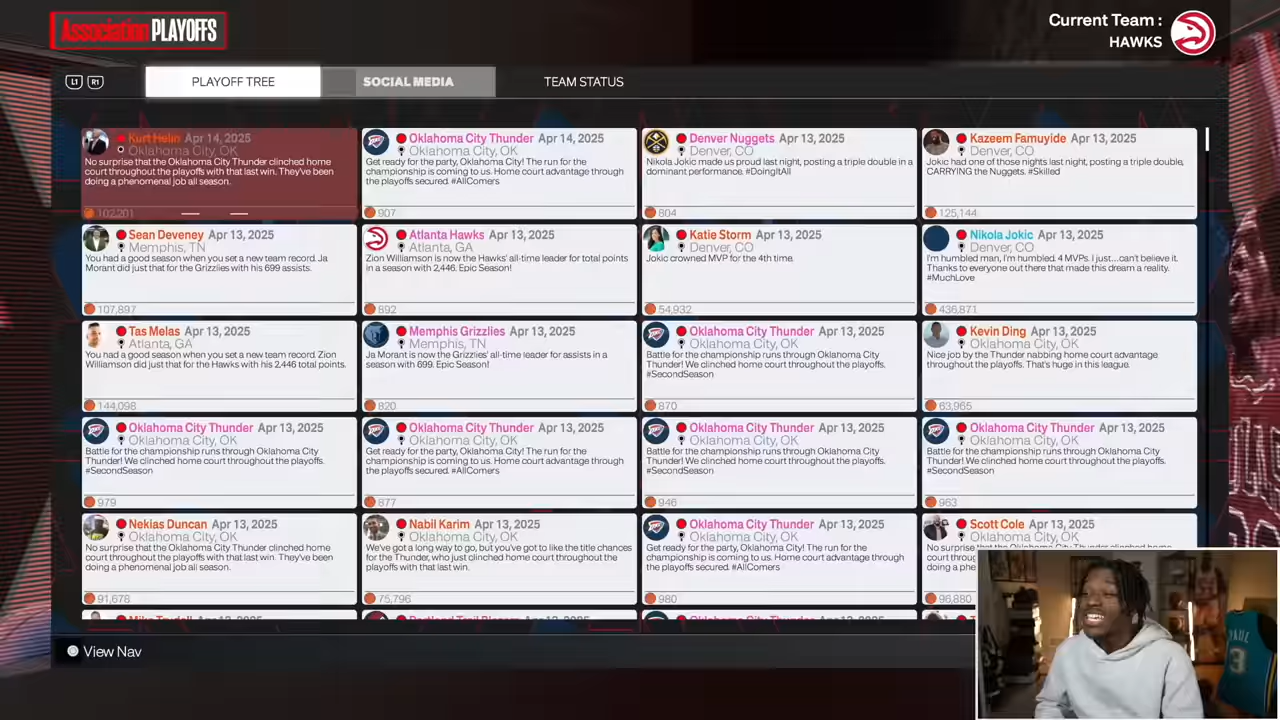 Association PLAYOFFS
Current Team :
HAWKS
L1 R1
PLAYOFF TREE
SOCIAL MEDIA
TEAM STATUS
Kurt Helin Apr 14, 2025
Oklahoma City, OK
No surprise that the Oklahoma City Thunder clinched home
court throughout the playoffs with that last win. They've been
doing a phenomenal job all season.
102,201
Oklahoma City Thunder Apr 14, 2025
Oklahoma City, OK
Get ready for the party, Oklahoma City! The run for the
championship is coming to us. Home court advantage through
the playoffs secured. #AllComers
907
Denver Nuggets Apr 13, 2025
Denver, CO
Nikola Jokic made us proud last night, posting a triple double in a
dominant performance. #DoingItAll
804
Kazeem Famuyide Apr 13, 2025
Denver, CO
Jokic had one of those nights last night, posting a triple double,
CARRYING the Nuggets. #Skilled
125,144
Sean Deveney Apr 13, 2025
Memphis, TN
You had a good season when you set a new team record. Ja
Morant did just that for the Grizzlies with his 699 assists.
107,897
Atlanta Hawks Apr 13, 2025
Atlanta, GA
Zion Williamson is now the Hawks' all-time leader for total points
in a season with 2,446. Epic Season!
892
Katie Storm Apr 13, 2025
Denver, CO
Jokic crowned MVP for the 4th time.
54,932
Nikola Jokic Apr 13, 2025
Denver, CO
I'm humbled man, I'm humbled. 4 MVPs. I just...can't believe it.
Thanks to everyone out there that made this dream a reality.
#MuchLove
436,871
Tas Melas Apr 13, 2025
Atlanta, GA
You had a good season when you set a new team record. Zion
Williamson did just that for the Hawks with his 2,446 total points.
144,098
Memphis Grizzlies Apr 13, 2025
Memphis, TN
Ja Morant is now the Grizzlies' all-time leader for assists in a
season with 699. Epic Season!
820
Oklahoma City Thunder Apr 13, 2025
Oklahoma City, OK
Battle for the championship runs through Oklahoma City
Thunder! We clinched home court throughout the playoffs.
#SecondSeason
870
Kevin Ding Apr 13, 2025
Oklahoma City, OK
Nice job by the Thunder nabbing home court advantage
throughout the playoffs. That's huge in this league.
63,965
Oklahoma City Thunder Apr 13, 2025
Oklahoma City, OK
Battle for the championship runs through Oklahoma City
Thunder! We clinched home court throughout the playoffs.
#SecondSeason
979
Oklahoma City Thunder Apr 13, 2025
Oklahoma City, OK
Get ready for the party, Oklahoma City! The run for the
championship is coming to us. Home court advantage through
the playoffs secured. #AllComers
877
Oklahoma City Thunder Apr 13, 2025
Oklahoma City, OK
Battle for the championship runs through Oklahoma City
Thunder! We clinched home court throughout the playoffs.
#SecondSeason
946
Oklahoma City Thunder Apr 13, 2025
Oklahoma City, OK
Battle for the championship runs through Oklahoma City
Thunder! We clinched home court throughout the playoffs.
#SecondSeason
963
Nekias Duncan Apr 13, 2025
Oklahoma City, OK
No surprise that the Oklahoma City Thunder clinched home
court throughout the playoffs with that last win. They've been
doing a phenomenal job all season.
91,678
Nabil Karim Apr 13, 2025
Oklahoma City, OK
We've got a long way to go, but you've got to like the title chances
for the Thunder, who just clinched home court throughout the
playoffs with that last win.
75,796
Oklahoma City Thunder Apr 13, 2025
Oklahoma City, OK
Get ready for the party, Oklahoma City! The run for the
championship is coming to us. Home court advantage through
the playoffs secured. #AllComers
980
Scott Cole Apr 13, 2025
Oklahoma City, OK
No surprise that the Oklahoma City Thunder clinched home
court
doing a phe
96,880
View Nav
PAUL
3